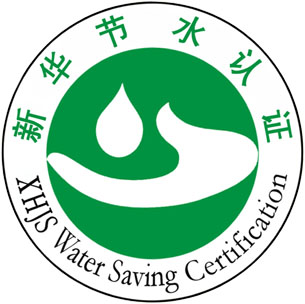 新华节水认证
XHJS Water Saving Certification